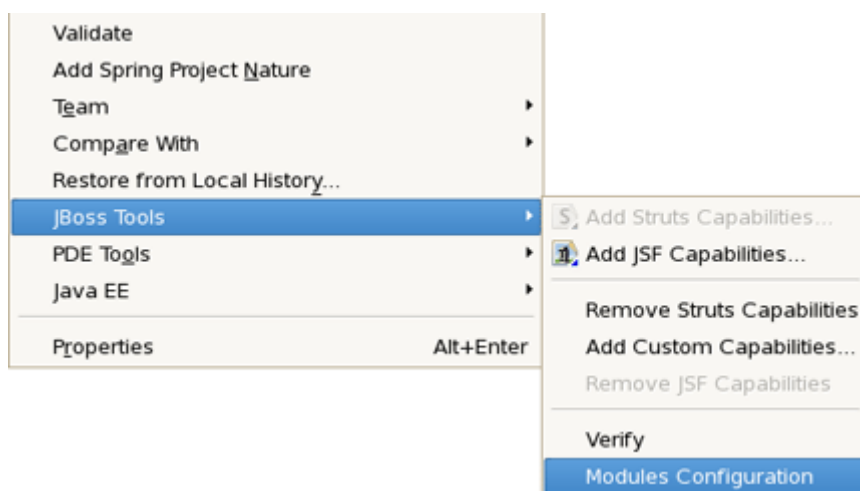 Validate
Add Spring Project Nature
Team
Compare With
Restore from Local History...
JBoss Tools
PDE Tools
Java EE
Properties Alt+Enter
Add Struts Capabilities...
Add JSF Capabilities...
Remove Struts Capabilities
Add Custom Capabilities...
Remove JSF Capabilities
Verify
Modules Configuration